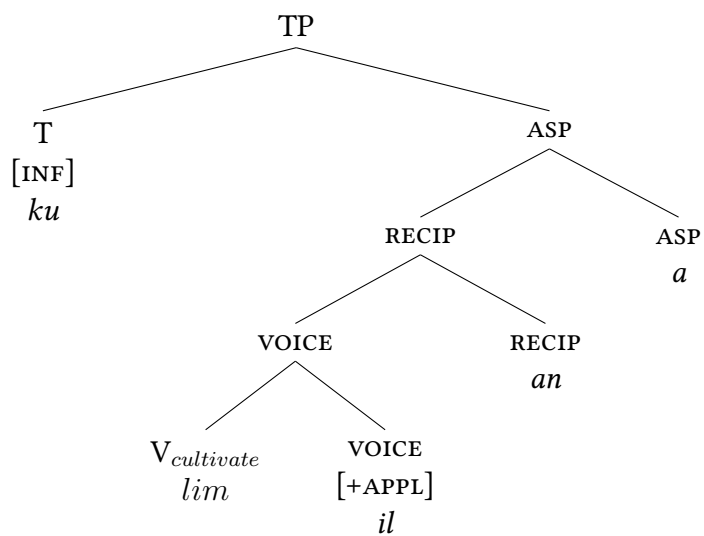 TP
T
[INF]
ku
ASP
RECIP
ASP
a
VOICE
RECIP
an
V_cultivate
lim
VOICE
[+APPL]
il